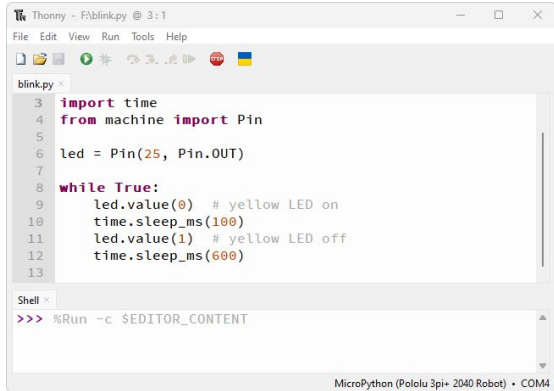 Thonny - F:\blink.py @ 3:1
File Edit View Run Tools Help
STOP
blink.py ×
3 import time
4 from machine import Pin
5
6 led = Pin(25, Pin.OUT)
7
8 while True:
9     led.value(0)  # yellow LED on
10     time.sleep_ms(100)
11     led.value(1)  # yellow LED off
12     time.sleep_ms(600)
13
Shell ×
>>> %Run -c $EDITOR_CONTENT
MicroPython (Pololu 3pi+ 2040 Robot) • COM4